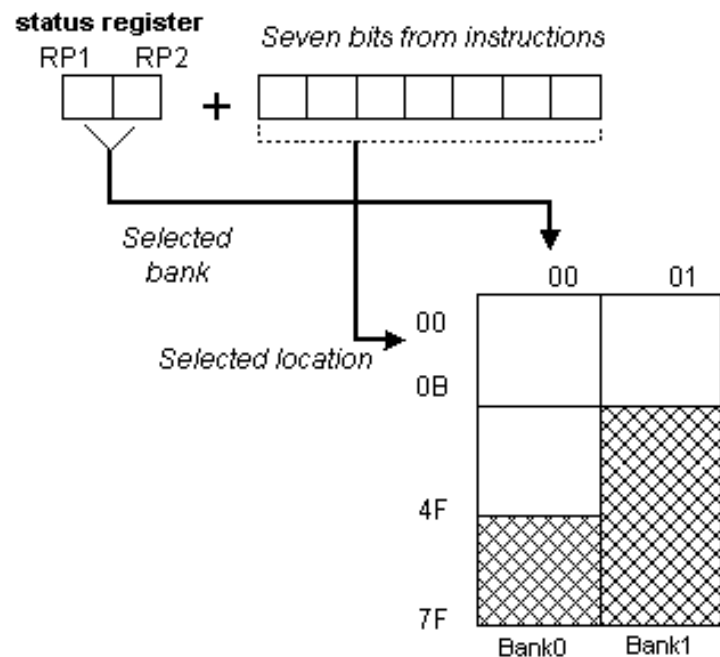 status register
RP1 RP2
Seven bits from instructions
+
Selected
bank
00 01
00
Selected location
0B
4F
7F
Bank0 Bank1